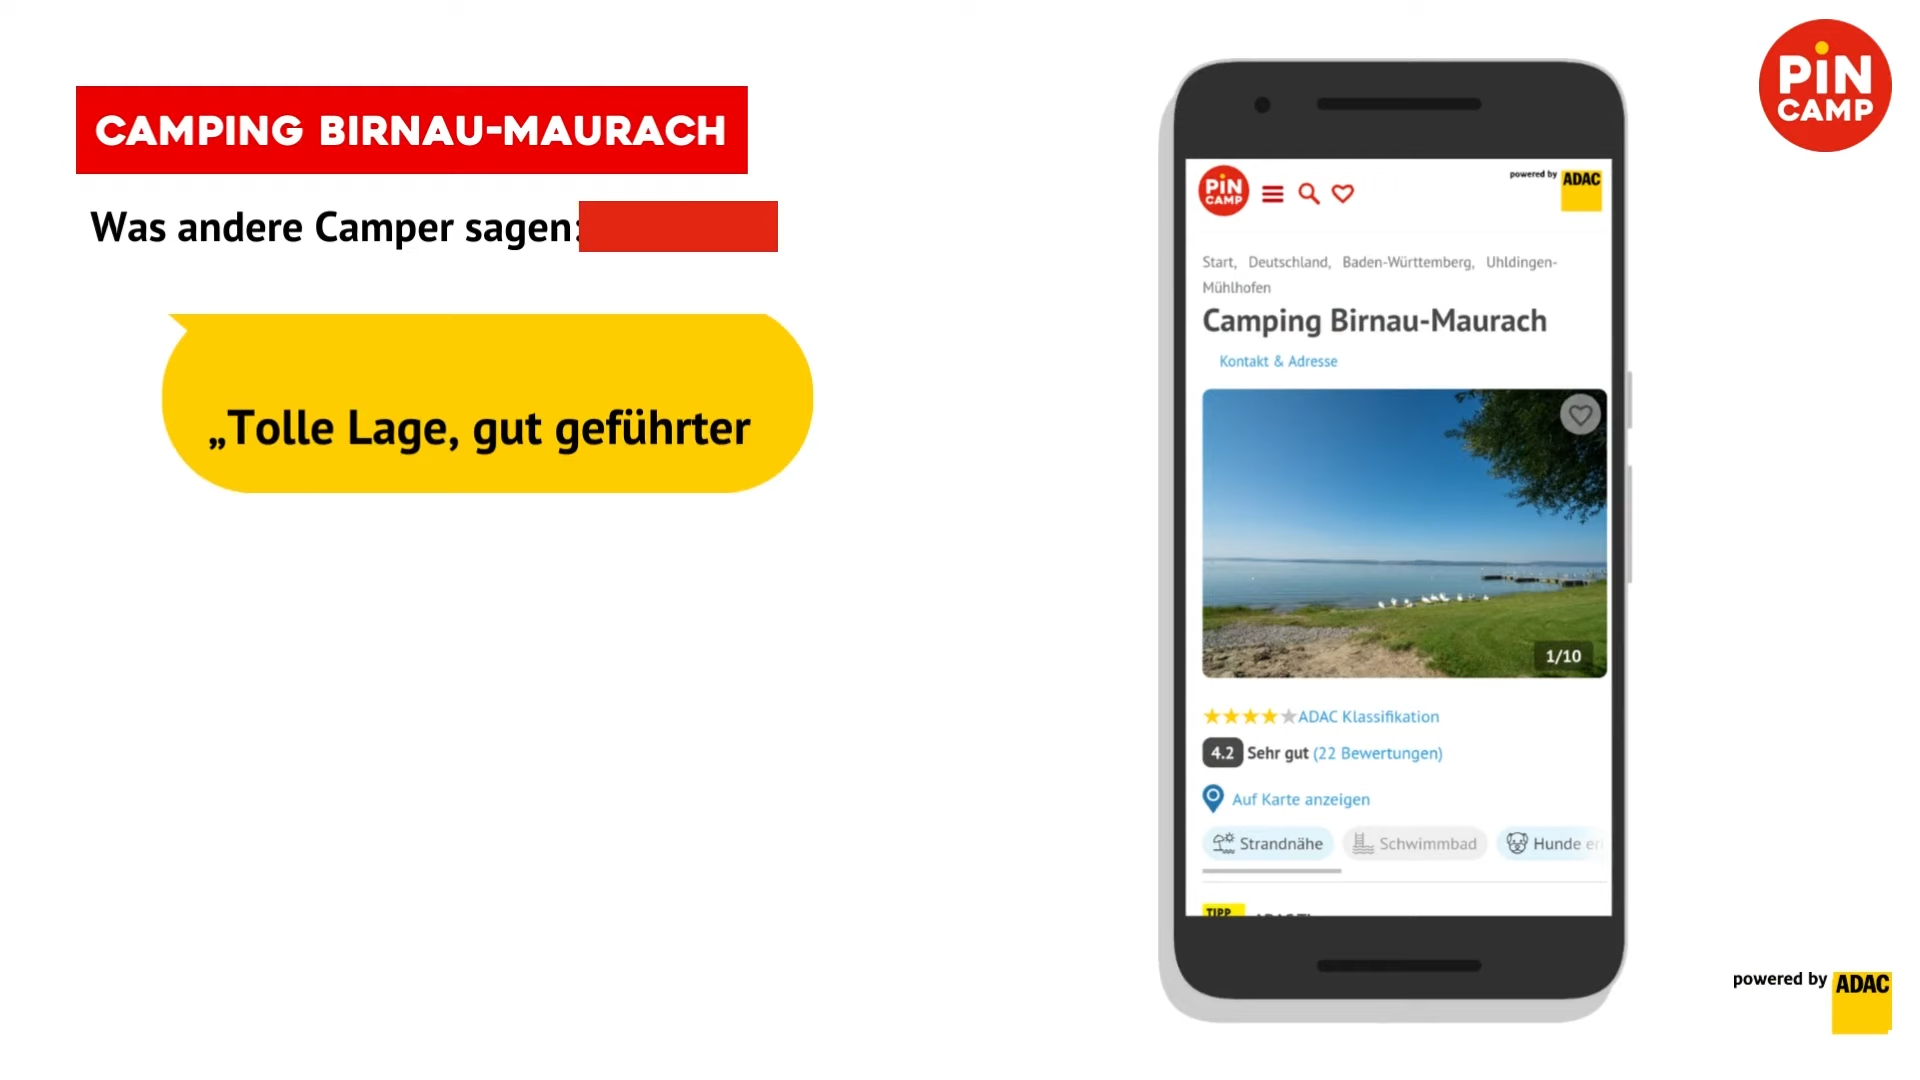 CAMPING BIRNAU-MAURACH
Was andere Camper sagen:
„Tolle Lage, gut geführter
PiN
CAMP
PiN
CAMP
powered by ADAC
Start, Deutschland, Baden-Württemberg, Uhldingen-
Mühlhofen
Camping Birnau-Maurach
Kontakt & Adresse
1/10
ADAC Klassifikation
4.2 Sehr gut (22 Bewertungen)
Auf Karte anzeigen
Strandnähe Schwimmbad Hunde er
TIPP
powered by ADAC